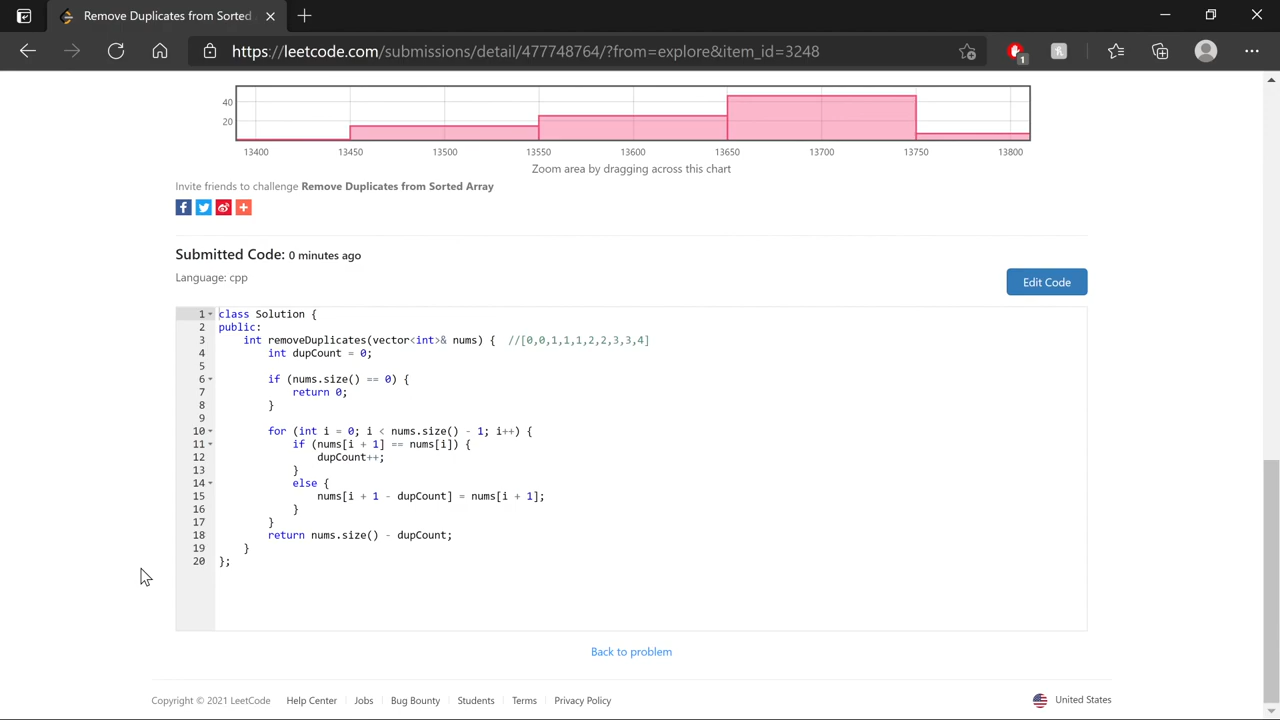 Remove Duplicates from Sorted
https://leetcode.com/submissions/detail/477748764/?from=explore&item_id=3248
1
40
20
13400 13450 13500 13550 13600 13650 13700 13750 13800
Zoom area by dragging across this chart
Invite friends to challenge Remove Duplicates from Sorted Array
Submitted Code: 0 minutes ago
Language: cpp
Edit Code
1 class Solution {
2 public:
3     int removeDuplicates(vector<int>& nums) {  //[0,0,1,1,1,2,2,3,3,4]
4         int dupCount = 0;
5
6         if (nums.size() == 0) {
7             return 0;
8         }
9
10         for (int i = 0; i < nums.size() - 1; i++) {
11             if (nums[i + 1] == nums[i]) {
12                 dupCount++;
13             }
14             else {
15                 nums[i + 1 - dupCount] = nums[i + 1];
16             }
17         }
18         return nums.size() - dupCount;
19     }
20 };
Back to problem
Copyright © 2021 LeetCode Help Center Jobs Bug Bounty Students Terms Privacy Policy United States